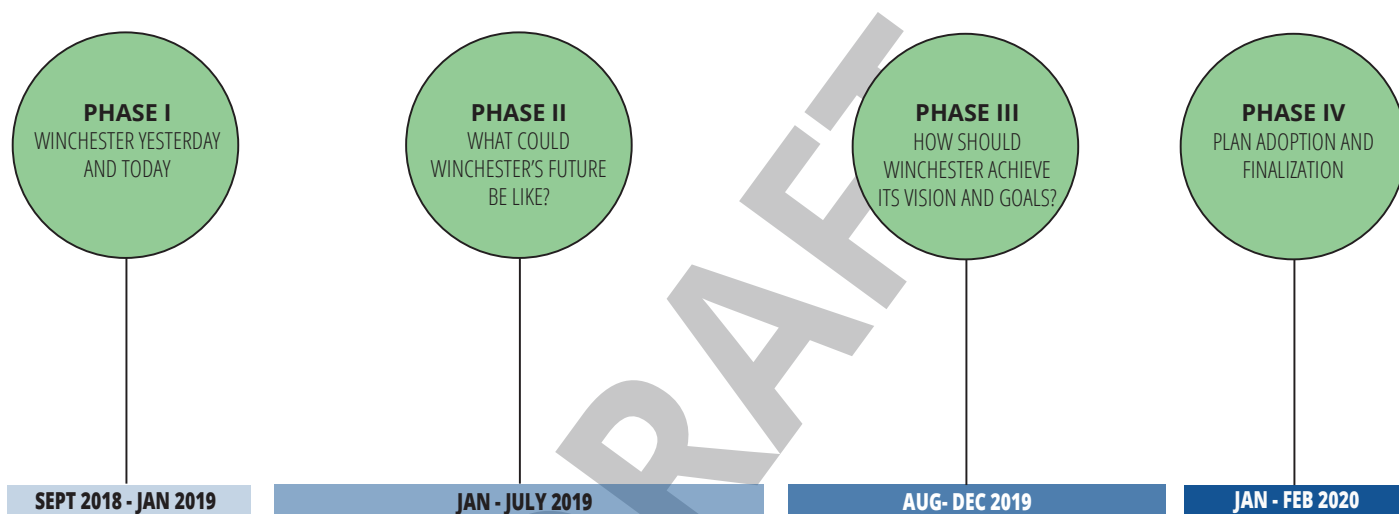 PHASE I
WINCHESTER YESTERDAY
AND TODAY
PHASE II
WHAT COULD
WINCHESTER'S FUTURE
BE LIKE?
PHASE III
HOW SHOULD
WINCHESTER ACHIEVE
ITS VISION AND GOALS?
PHASE IV
PLAN ADOPTION AND
FINALIZATION
RAFT
SEPT 2018 - JAN 2019
JAN - JULY 2019
AUG- DEC 2019
JAN - FEB 2020